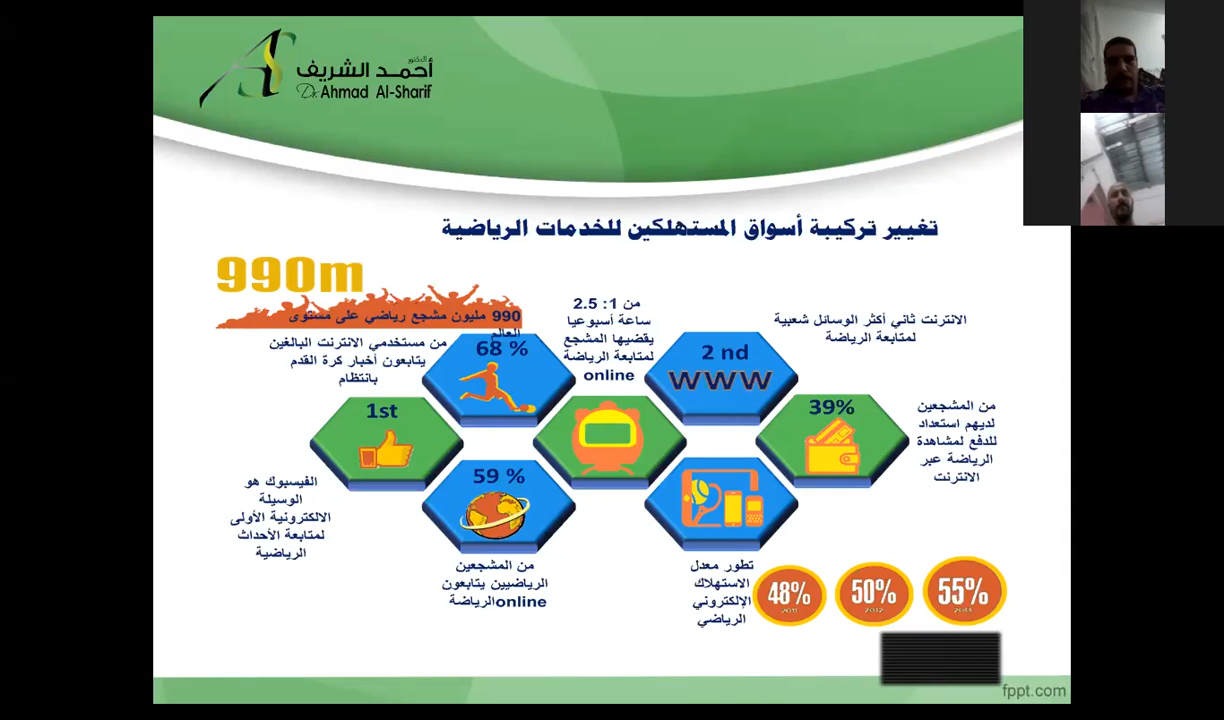 الدكتور
أحمد الشريف
Dr. Ahmad Al-Sharif
تغيير تركيبة أسواق المستهلكين للخدمات الرياضية
990m
990 مليون مشجع رياضي على مستوى
العالم
68 %
من مستخدمي الانترنت البالغين
يتابعون أخبار كرة القدم
بانتظام
من 1: 2.5
ساعة أسبوعيا
يقضيها المشجع
لمتابعة الرياضة
online
2 nd
WWW
الانترنت ثاني أكثر الوسائل شعبية
لمتابعة الرياضة
39%
من المشجعين
لديهم استعداد
للدفع لمشاهدة
الرياضة عبر
الانترنت
1st
الفيسبوك هو
الوسيلة
الالكترونية الأولى
لمتابعة الأحداث
الرياضية
59 %
من المشجعين
الرياضيين يتابعون
الرياضةonline
تطور معدل
الاستهلاك
الإلكتروني
الرياضي
48%
2011
50%
2012
55%
fppt.com